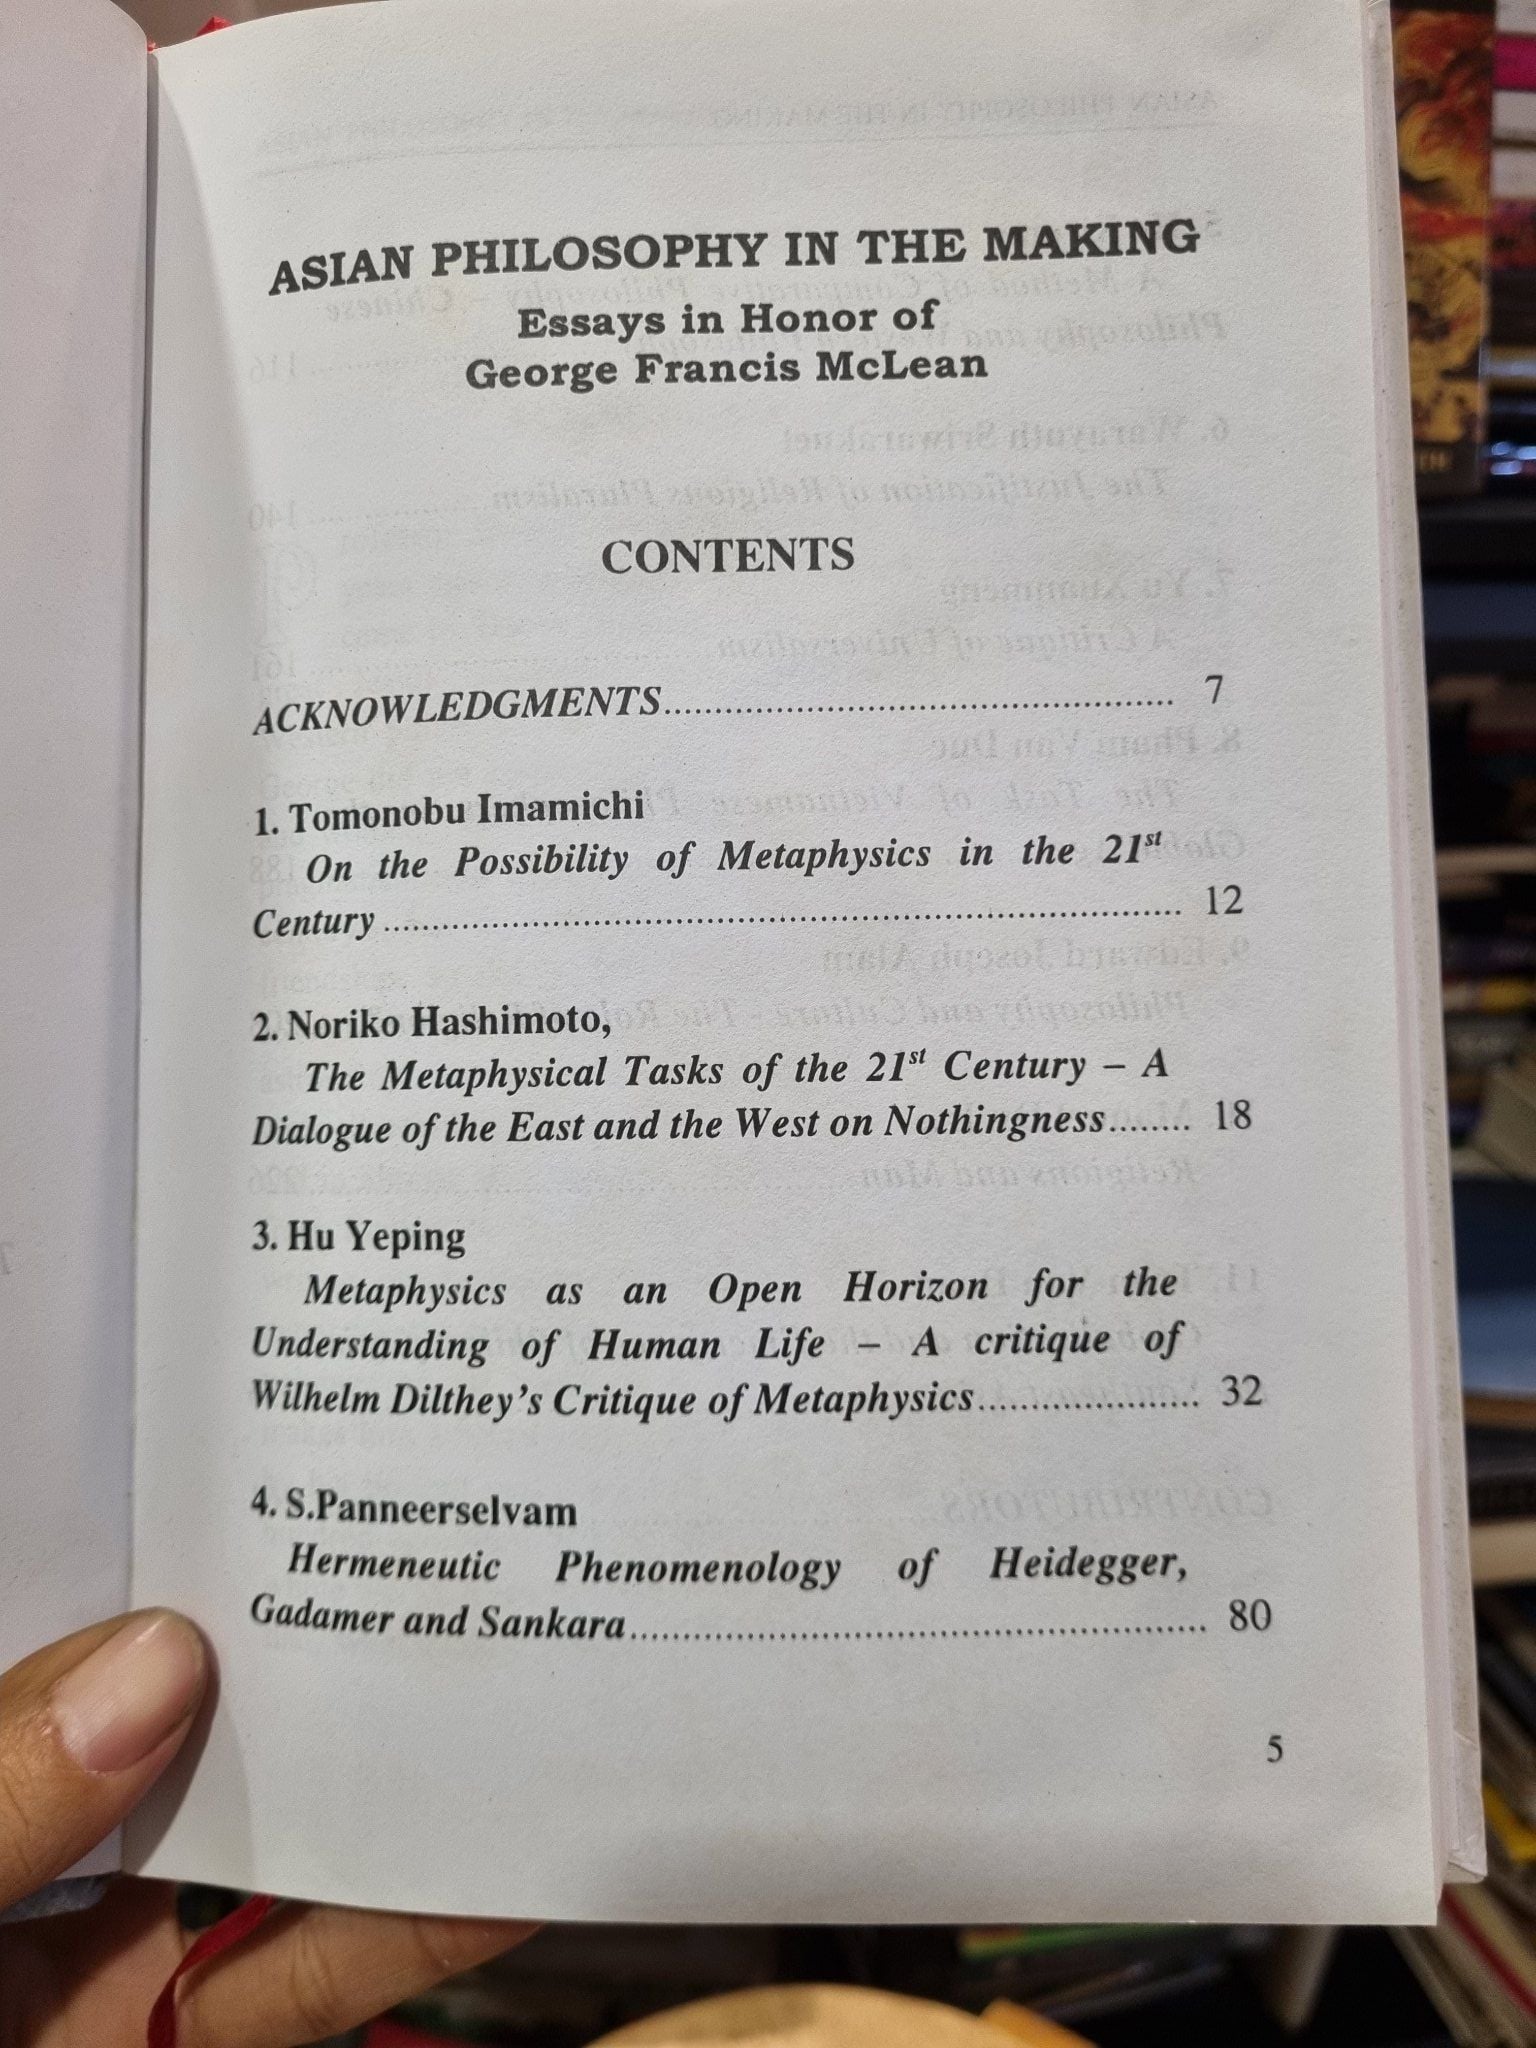 ASIAN PHILOSOPHY IN THE MAKING
Essays in Honor of
George Francis McLean
CONTENTS
ACKNOWLEDGMENTS.................................................. 7
1. Tomonobu Imamichi
On the Possibility of Metaphysics in the 21st
Century ............................................................................... 12
2. Noriko Hashimoto,
The Metaphysical Tasks of the 21st Century – A
Dialogue of the East and the West on Nothingness........ 18
3. Hu Yeping
Metaphysics as an Open Horizon for the
Understanding of Human Life – A critique of
Wilhelm Dilthey's Critique of Metaphysics...................... 32
4. S.Panneerselvam
Hermeneutic Phenomenology of Heidegger,
Gadamer and Sankara........................................................ 80
5